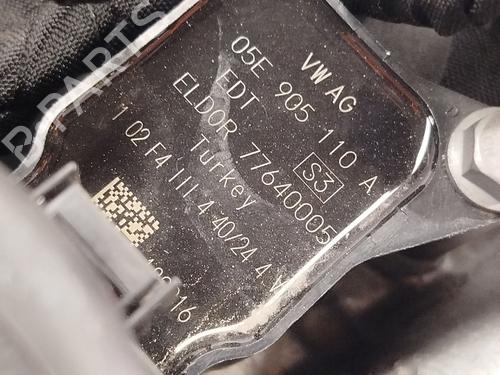 VW AG
05E 905 110 A
EDT S3
ELDOR 77640005
Turkey
1 02 F4 III 4 40/24 4 V
16
B-PARTS